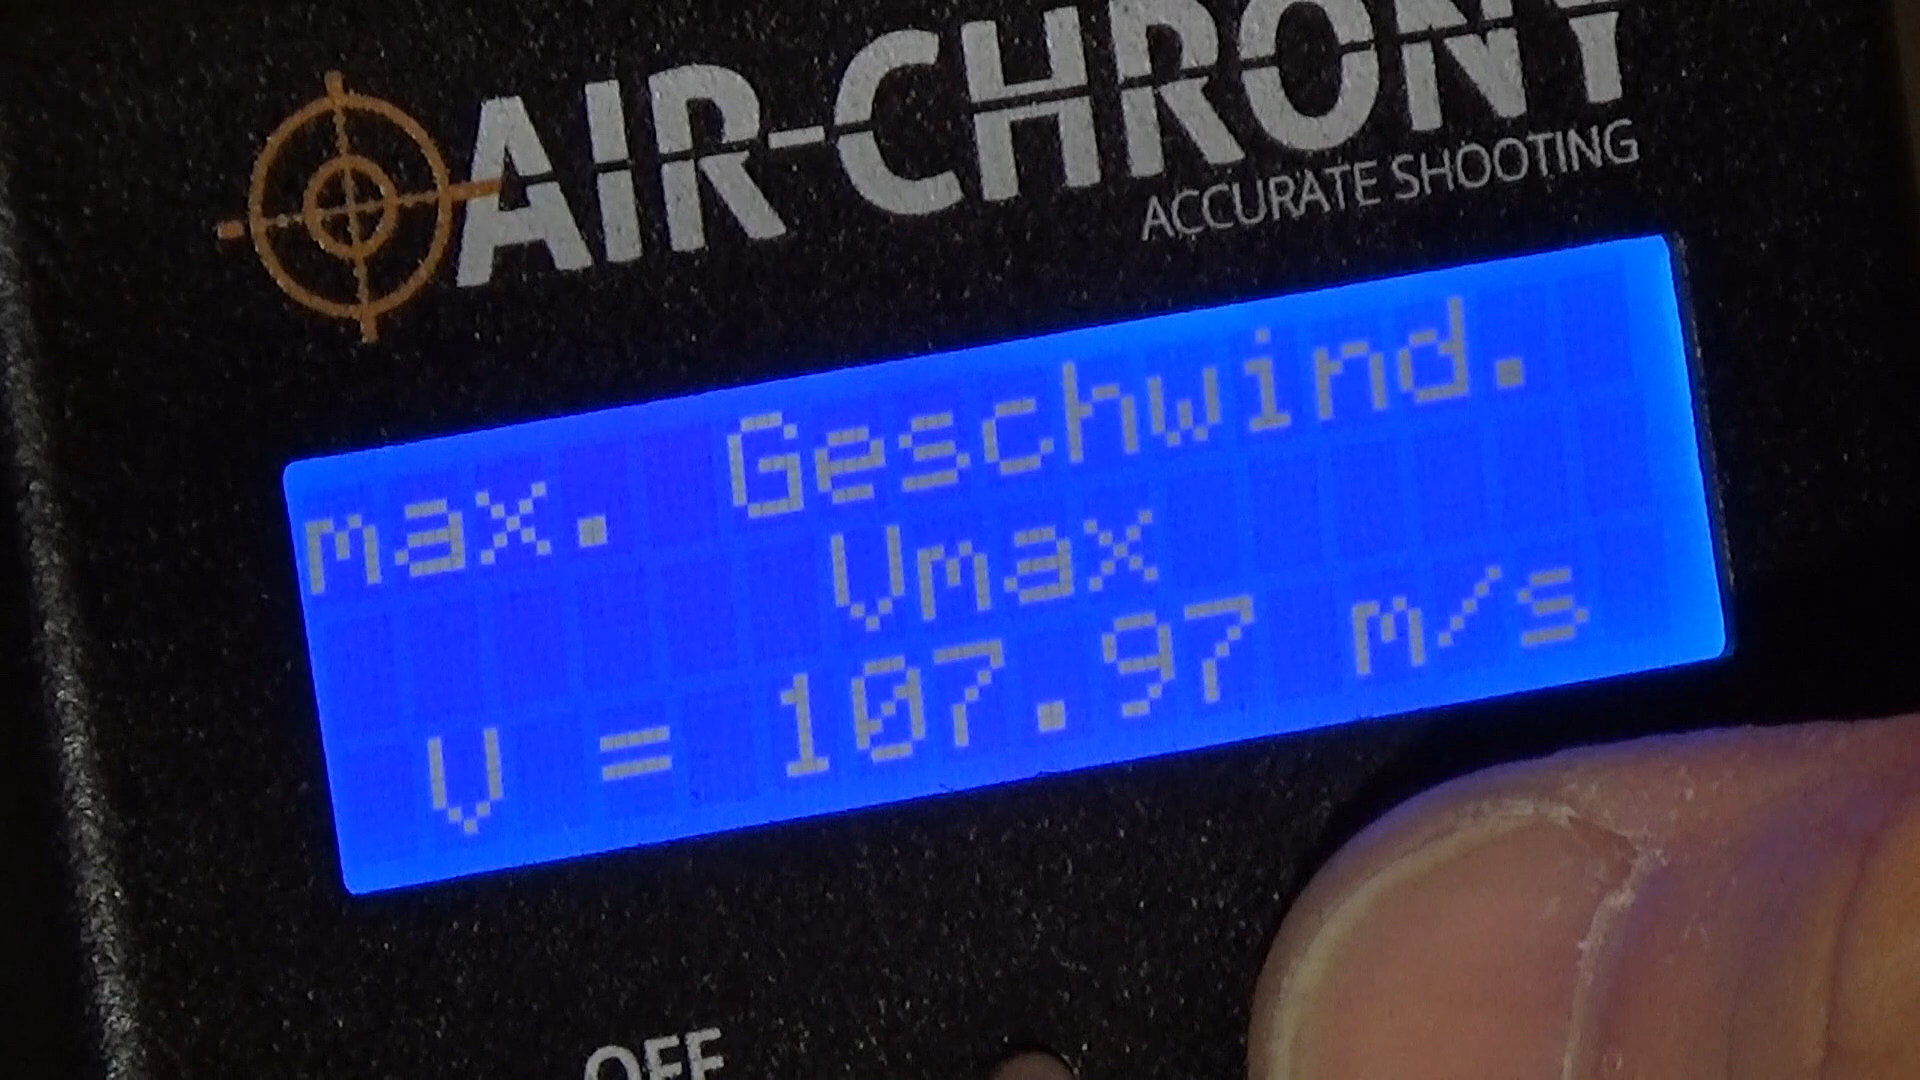 AIR-CHRONY
ACCURATE SHOOTING
max. Geschwind.
Vmax
V = 107.97 m/s
OFF